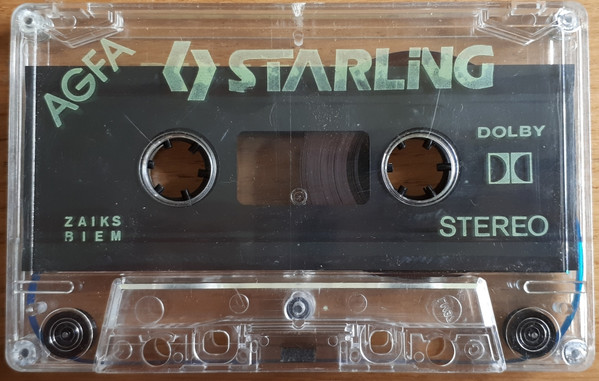 AGFA
STARLiNG
DOLBY
ZAIKS
BIEM
STEREO